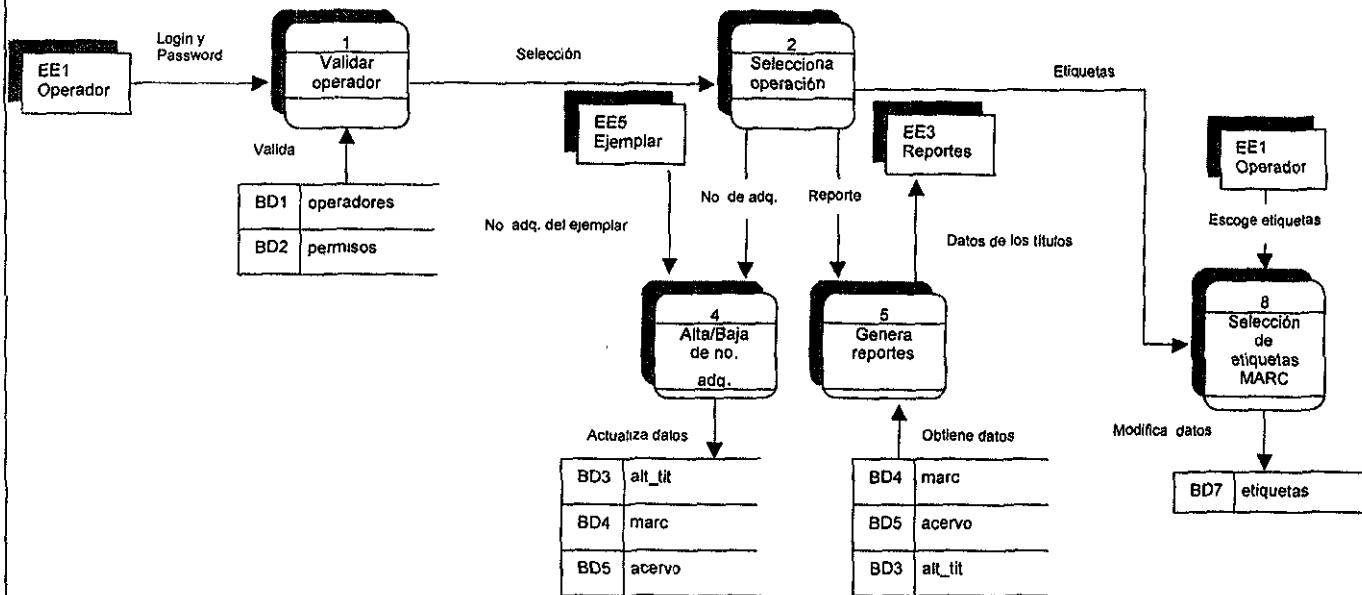 EE1
Operador
Login y
Password
1
Validar
operador
Valida
BD1 operadores
BD2 permisos
Selección
2
Selecciona
operación
Etiquetas
EE5
Ejemplar
No adq. del ejemplar
No de adq.
Reporte
EE3
Reportes
Datos de los títulos
EE1
Operador
Escoge etiquetas
4
Alta/Baja
de no.
adq.
5
Genera
reportes
8
Selección
de
etiquetas
MARC
Actualiza datos
BD3 alt_tit
BD4 marc
BD5 acervo
Obtiene datos
BD4 marc
BD5 acervo
BD3 alt_tit
Modifica datos
BD7 etiquetas